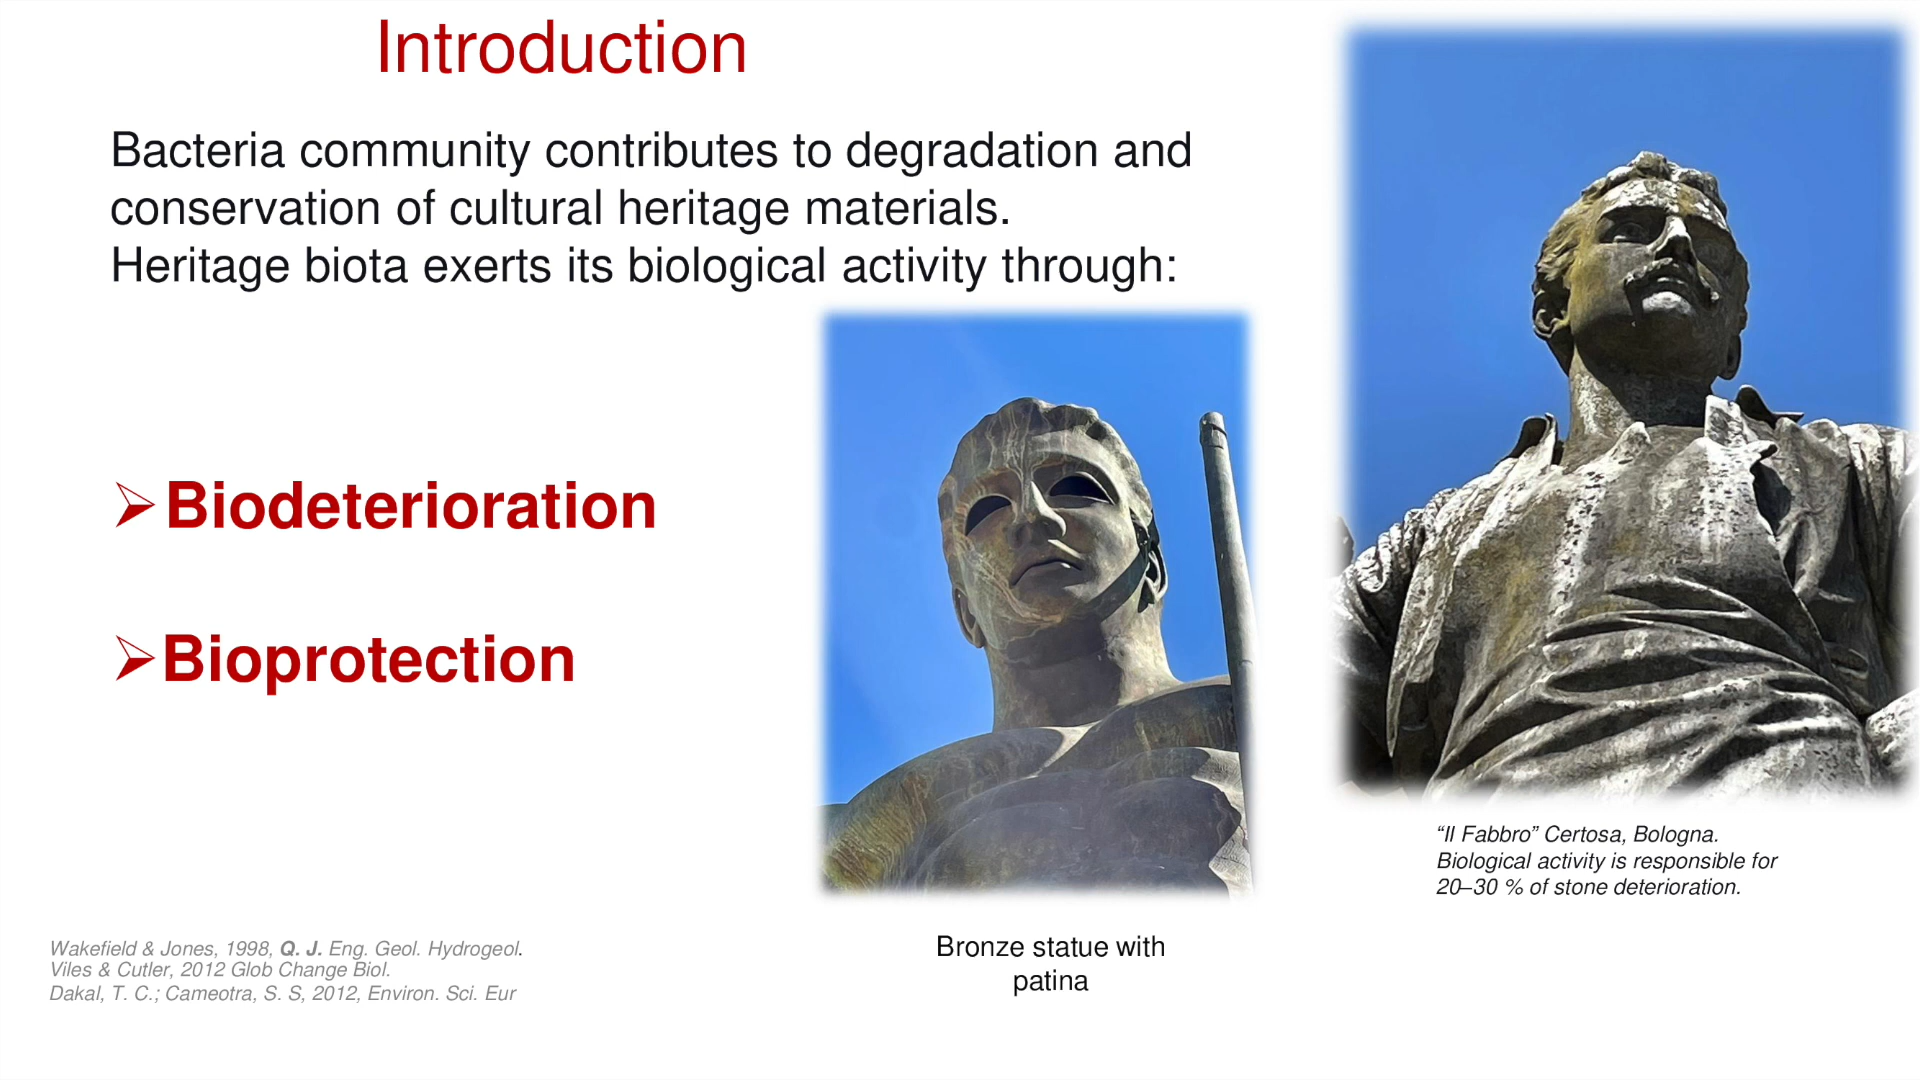 Introduction
Bacteria community contributes to degradation and
conservation of cultural heritage materials.
Heritage biota exerts its biological activity through:
➢Biodeterioration
➢Bioprotection
“Il Fabbro” Certosa, Bologna.
Biological activity is responsible for
20–30 % of stone deterioration.
Bronze statue with
patina
Wakefield & Jones, 1998, Q. J. Eng. Geol. Hydrogeol.
Viles & Cutler, 2012 Glob Change Biol.
Dakal, T. C.; Cameotra, S. S, 2012, Environ. Sci. Eur